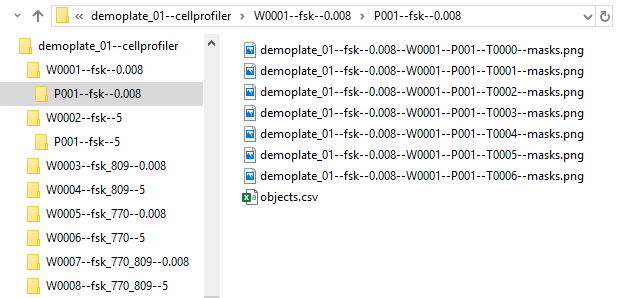 « demoplate_01--cellprofiler > W0001--fsk--0.008 > P001--fsk--0.008
demoplate_01--cellprofiler
W0001--fsk--0.008
P001--fsk--0.008
W0002--fsk--5
P001--fsk--5
W0003--fsk_809--0.008
W0004--fsk_809--5
W0005--fsk_770--0.008
W0006--fsk_770--5
W0007--fsk_770_809--0.008
W0008--fsk_770_809--5
demoplate_01--fsk--0.008--W0001--P001--T0000--masks.png
demoplate_01--fsk--0.008--W0001--P001--T0001--masks.png
demoplate_01--fsk--0.008--W0001--P001--T0002--masks.png
demoplate_01--fsk--0.008--W0001--P001--T0003--masks.png
demoplate_01--fsk--0.008--W0001--P001--T0004--masks.png
demoplate_01--fsk--0.008--W0001--P001--T0005--masks.png
demoplate_01--fsk--0.008--W0001--P001--T0006--masks.png
objects.csv